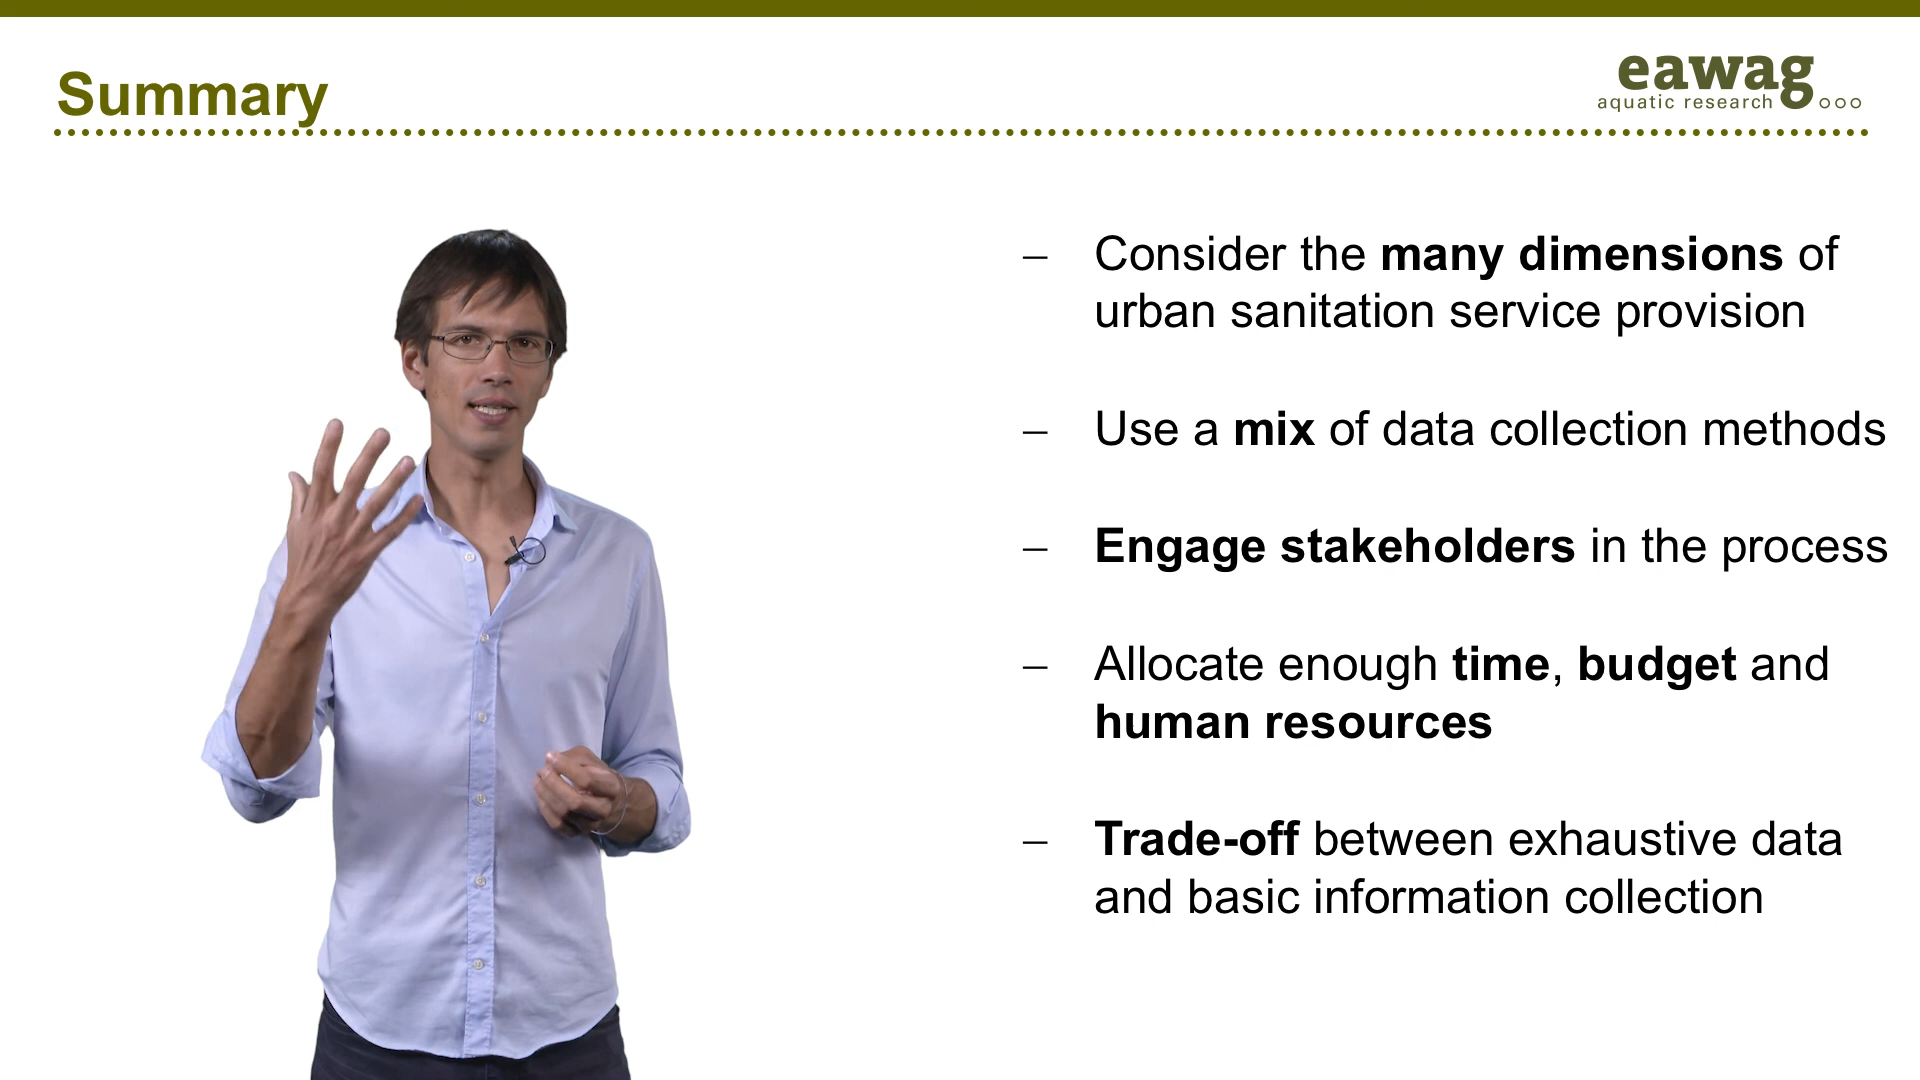 Summary
eawag
aquatic research
– Consider the many dimensions of
urban sanitation service provision
– Use a mix of data collection methods
– Engage stakeholders in the process
– Allocate enough time, budget and
human resources
– Trade-off between exhaustive data
and basic information collection